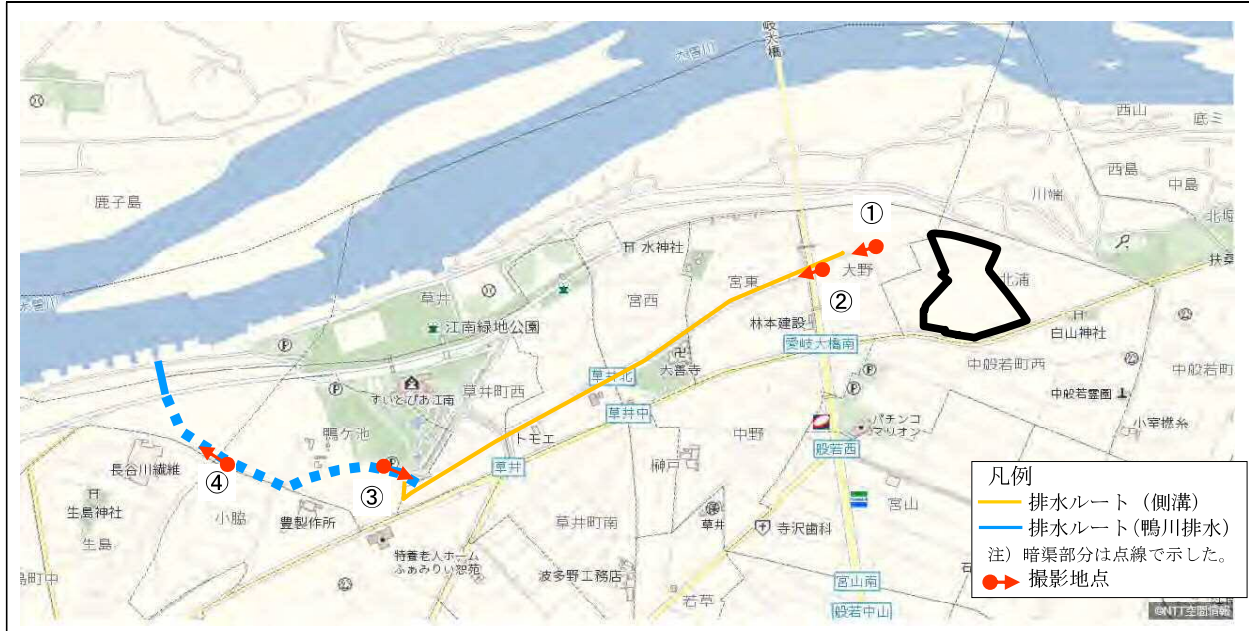 岐大橋
木曽川
西山
底ミ
西島
中島
川端
北堀
鹿子島
①
水神社
扶桑
大野
宮東
北浦
②
草井
宮西
江南緑地公園
林本建設
白山神社
愛岐大橋南
大善寺
中般若町西
中般若町
草井北
草井町西
すいとぴあ江南
中般若霊園
草井中
パチンコ
マリオン
小室撚糸
鴨ケ池
トモエ
中野
般若西
長谷川繊維
草井
榊戸
④
③
宮山
生島神社
小脇
豊製作所
草井町南
草井
寺沢歯科
生島
特養老人ホーム
ふぁみりぃ恕苑
波多野工務店
宮山南
島町中
若草
般若中山
凡例
排水ルート（側溝）
排水ルート(鴨川排水)
注）暗渠部分は点線で示した。
撮影地点
©NTT空間情報